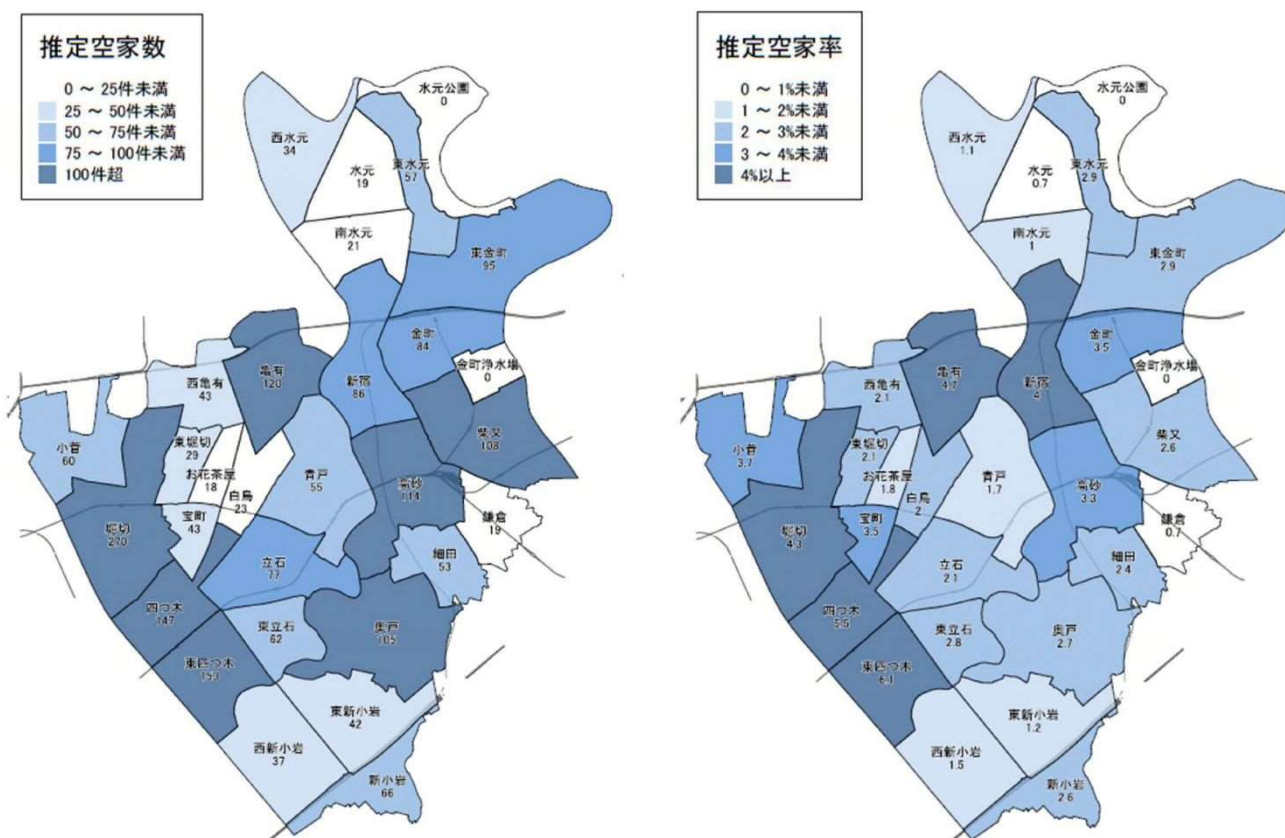 推定空家数
0 ～ 25件未満
25 ～ 50件未満
50 ～ 75件未満
75 ～ 100件未満
100件超
水元公園
0
西水元
34
水元
19
東水元
57
南水元
21
東金町
95
金町
84
金町浄水場
0
亀有
120
新宿
86
西亀有
43
柴又
108
小菅
60
東堀切
29
お花茶屋
18
白鳥
23
青戸
55
高砂
114
鎌倉
19
堀切
270
宝町
43
細田
53
立石
77
四つ木
147
東立石
62
奥戸
105
東四つ木
153
東新小岩
42
西新小岩
37
新小岩
66
推定空家率
0 ～ 1%未満
1 ～ 2%未満
2 ～ 3%未満
3 ～ 4%未満
4%以上
水元公園
0
西水元
1.1
水元
0.7
東水元
2.9
南水元
1
東金町
2.9
金町
3.5
金町浄水場
0
亀有
4.7
新宿
4
西亀有
2.1
柴又
2.6
小菅
3.7
東堀切
2.1
お花茶屋
1.8
白鳥
2
青戸
1.7
高砂
3.3
鎌倉
0.7
堀切
4.3
宝町
3.5
細田
2.4
立石
2.1
四つ木
5.5
東立石
2.8
奥戸
2.7
東四つ木
6.1
東新小岩
1.2
西新小岩
1.5
新小岩
2.6